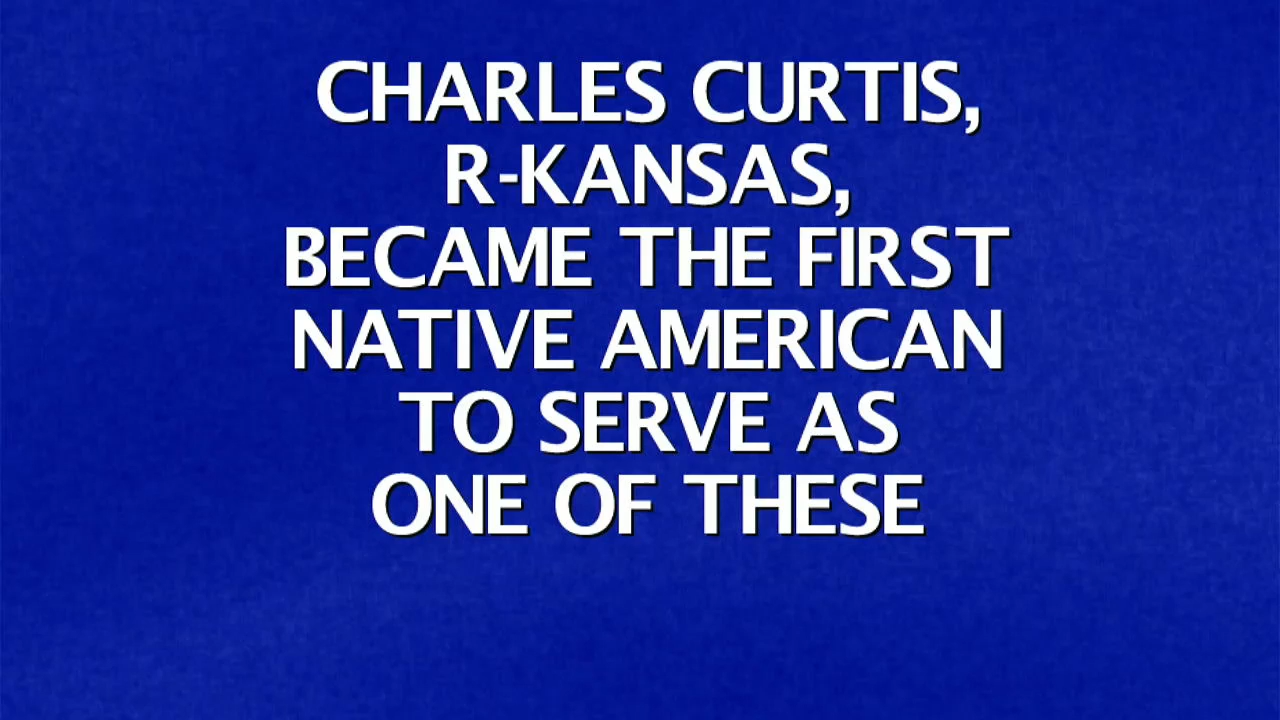 CHARLES CURTIS,
R-KANSAS,
BECAME THE FIRST
NATIVE AMERICAN
TO SERVE AS
ONE OF THESE